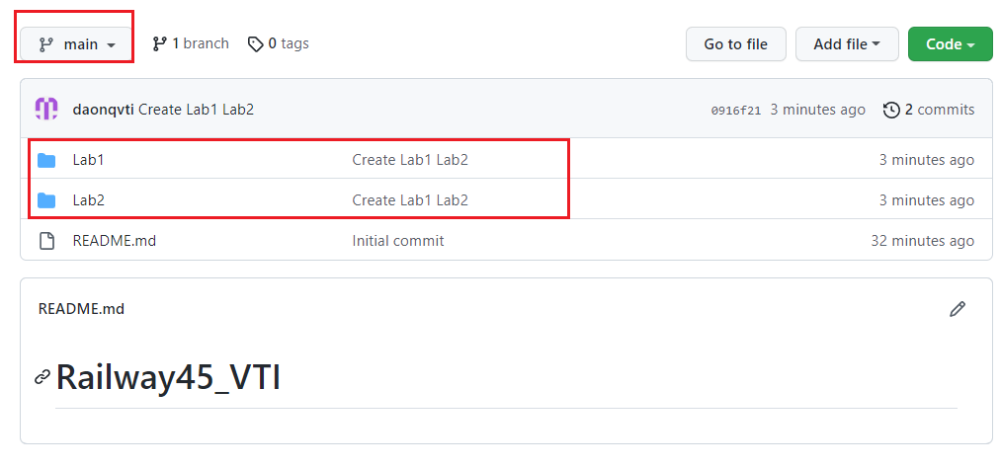 main 1 branch 0 tags Go to file Add file Code
daonqvti Create Lab1 Lab2 0916f21 3 minutes ago 2 commits
Lab1 Create Lab1 Lab2 3 minutes ago
Lab2 Create Lab1 Lab2 3 minutes ago
README.md Initial commit 32 minutes ago
README.md
Railway45_VTI